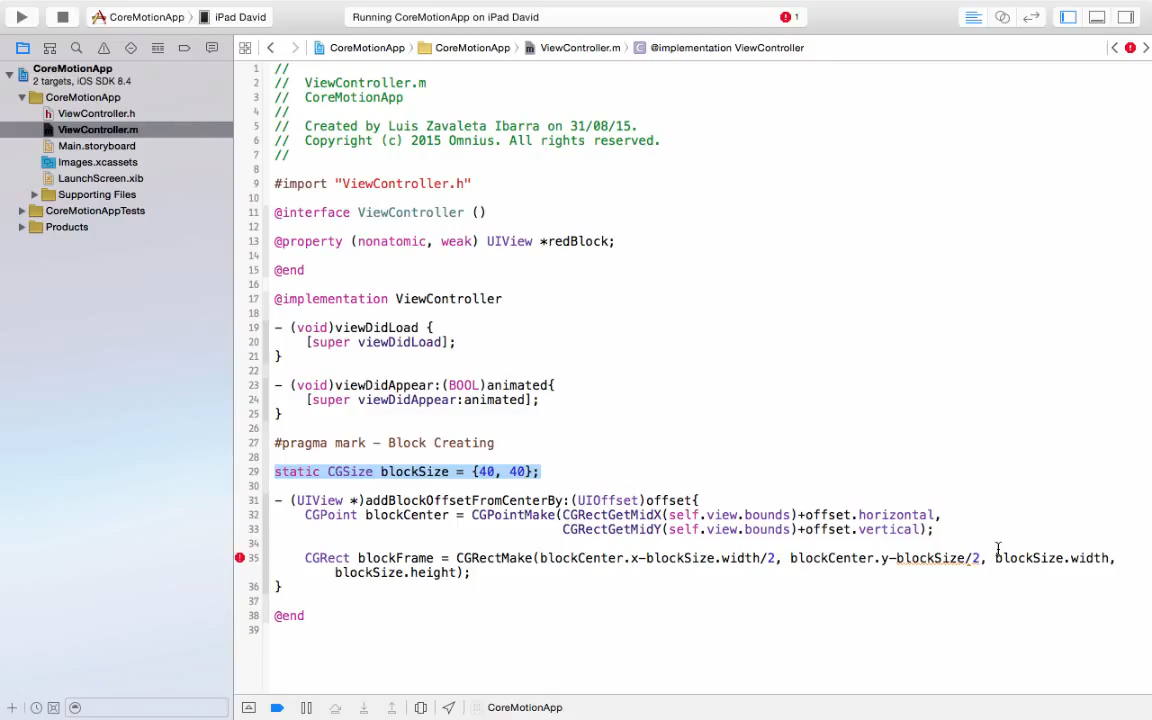 CoreMotionApp
iPad David
Running CoreMotionApp on iPad David
1
CoreMotionApp
CoreMotionApp
ViewController.m
@implementation ViewController
CoreMotionApp
2 targets, iOS SDK 8.4
CoreMotionApp
ViewController.h
ViewController.m
Main.storyboard
Images.xcassets
LaunchScreen.xib
Supporting Files
CoreMotionAppTests
Products
1 //
2 //  ViewController.m
3 //  CoreMotionApp
4 //
5 //  Created by Luis Zavaleta Ibarra on 31/08/15.
6 //  Copyright (c) 2015 Omnius. All rights reserved.
7 //
8
9 #import "ViewController.h"
10
11 @interface ViewController ()
12
13 @property (nonatomic, weak) UIView *redBlock;
14
15 @end
16
17 @implementation ViewController
18
19 - (void)viewDidLoad {
20     [super viewDidLoad];
21 }
22
23 - (void)viewDidAppear:(BOOL)animated{
24     [super viewDidAppear:animated];
25 }
26
27 #pragma mark - Block Creating
28
29 static CGSize blockSize = {40, 40};
30
31 - (UIView *)addBlockOffsetFromCenterBy:(UIOffset)offset{
32     CGPoint blockCenter = CGPointMake(CGRectGetMidX(self.view.bounds)+offset.horizontal,
33                                       CGRectGetMidY(self.view.bounds)+offset.vertical);
34
35     CGRect blockFrame = CGRectMake(blockCenter.x-blockSize.width/2, blockCenter.y-blockSize/2, blockSize.width,
blockSize.height);
36 }
37
38 @end
39
CoreMotionApp